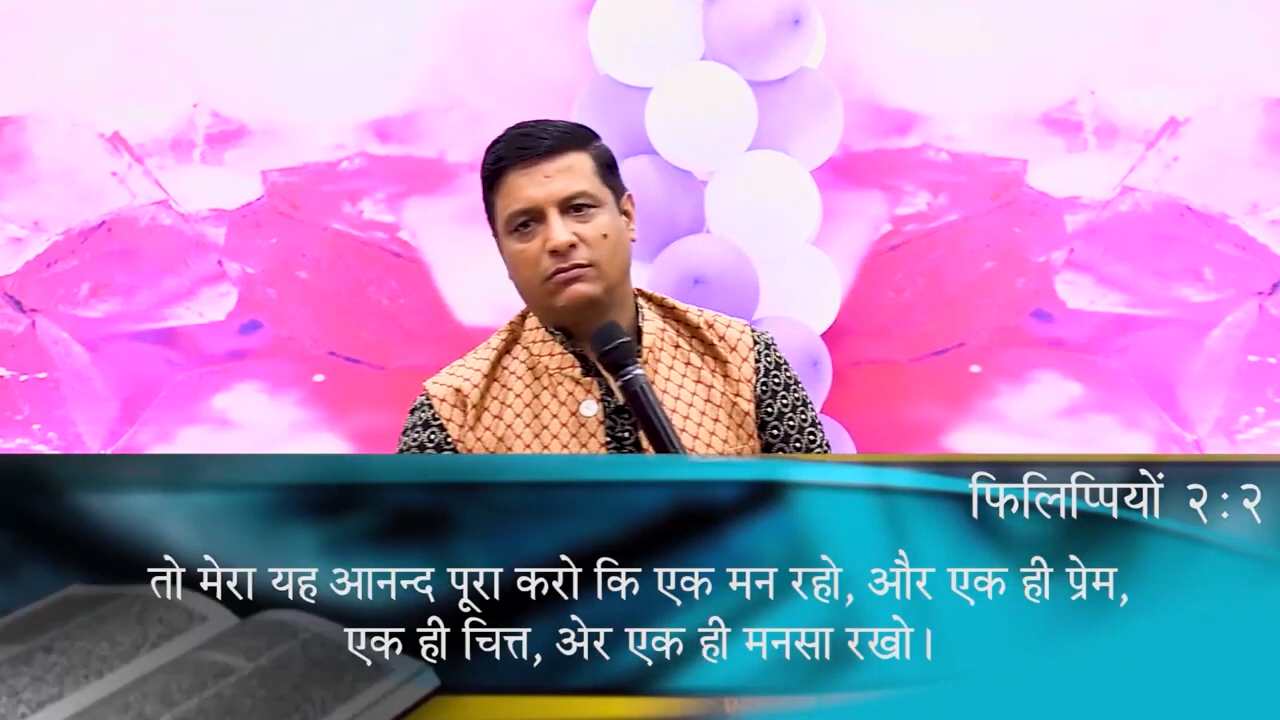 फिलिप्पियों २:२
तो मेरा यह आनन्द पूरा करो कि एक मन रहो, और एक ही प्रेम,
एक ही चित्त, अेर एक ही मनसा रखो।